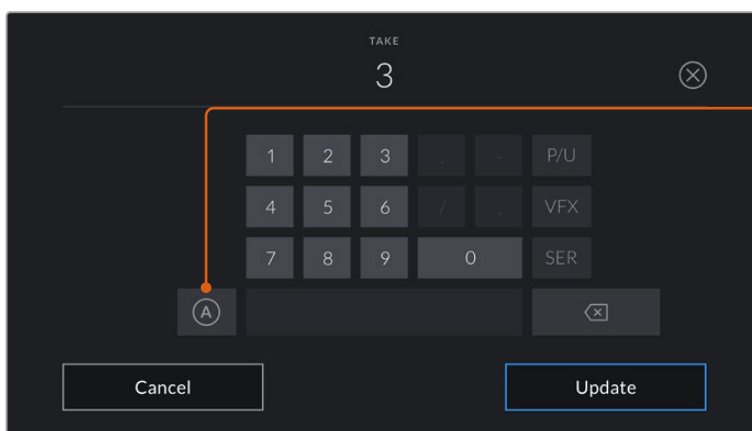 TAKE
3
1 2 3 . - P/U
4 5 6 / , VFX
7 8 9 0 SER
A
Cancel Update